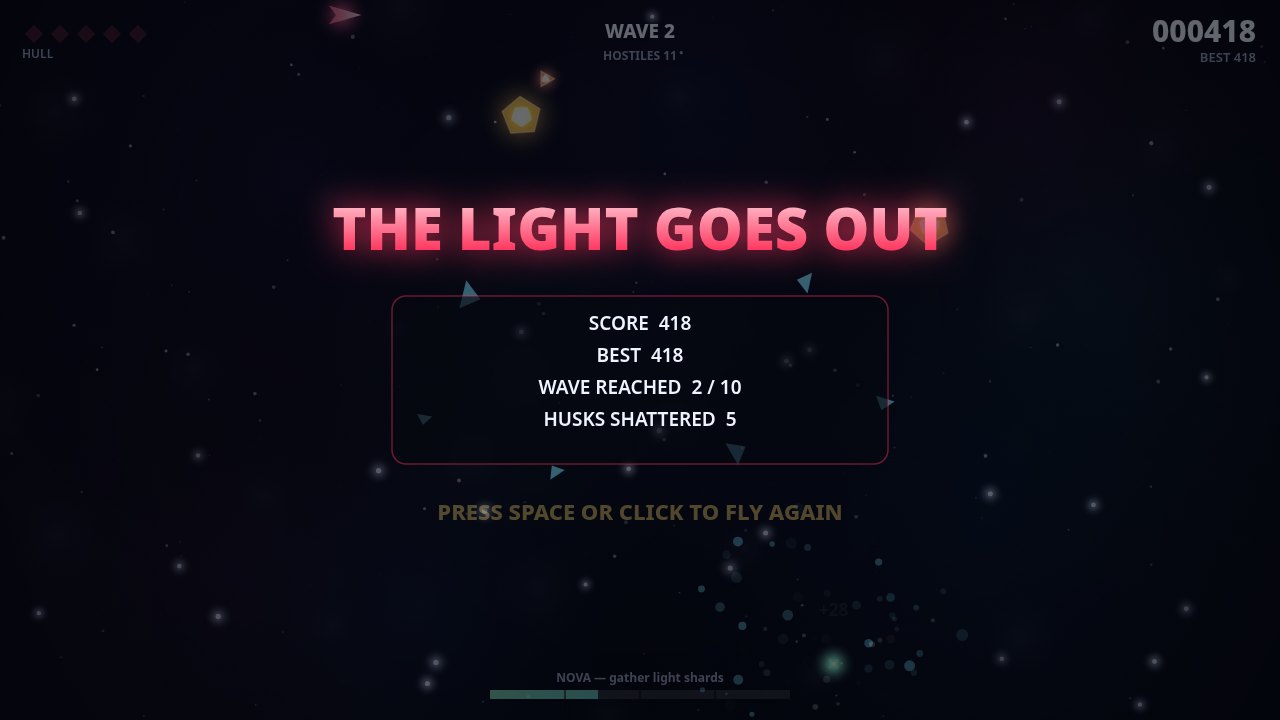 HULL
WAVE 2
HOSTILES 11
000418
BEST 418
THE LIGHT GOES OUT
SCORE 418
BEST 418
WAVE REACHED 2 / 10
HUSKS SHATTERED 5
PRESS SPACE OR CLICK TO FLY AGAIN
+28
NOVA — gather light shards